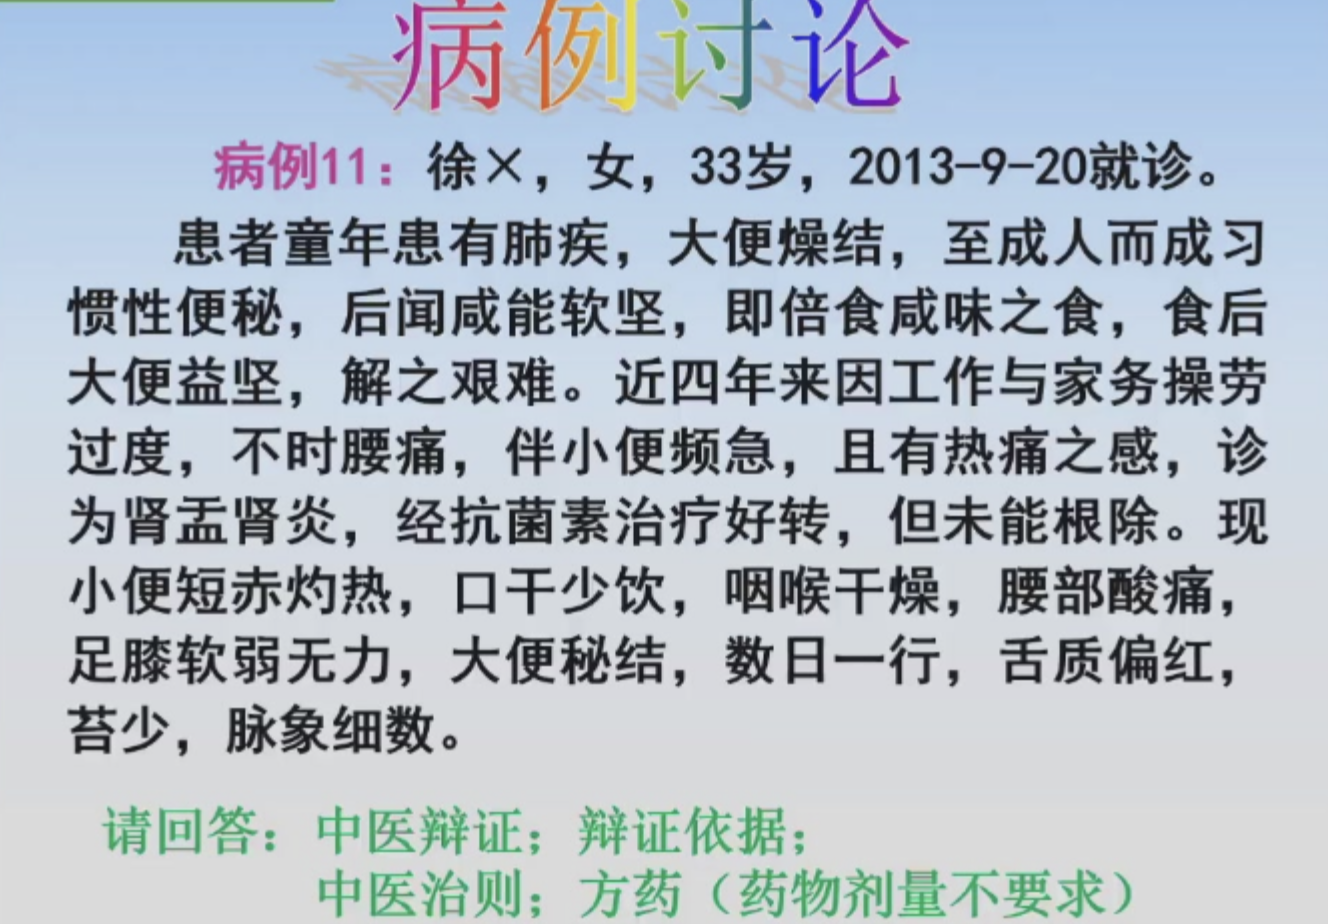 病例讨论
病例11：徐×，女，33岁，2013-9-20就诊。
患者童年患有肺疾，大便燥结，至成人而成习
惯性便秘，后闻咸能软坚，即倍食咸味之食，食后
大便益坚，解之艰难。近四年来因工作与家务操劳
过度，不时腰痛，伴小便频急，且有热痛之感，诊
为肾盂肾炎，经抗菌素治疗好转，但未能根除。现
小便短赤灼热，口干少饮，咽喉干燥，腰部酸痛，
足膝软弱无力，大便秘结，数日一行，舌质偏红，
苔少，脉象细数。
请回答：中医辩证；辩证依据；
中医治则；方药（药物剂量不要求）